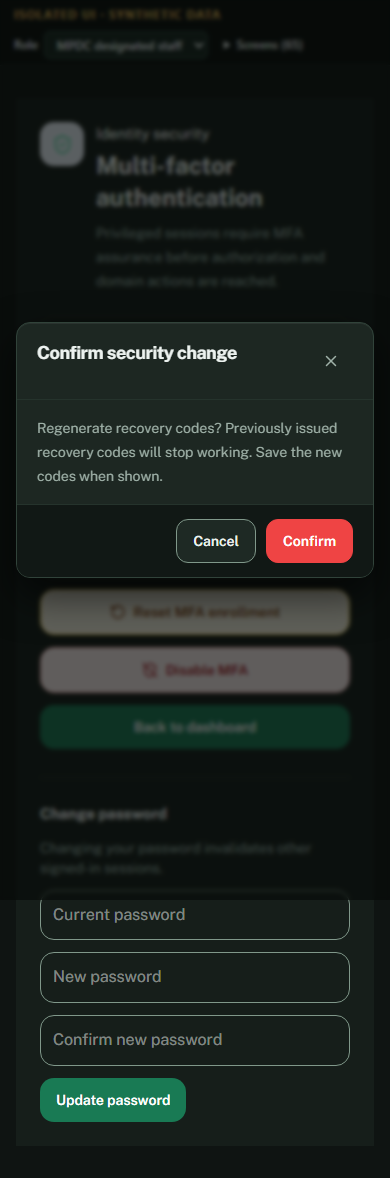 ISOLATED UI - SYNTHETIC DATA
Role MPDC designated staff Screens (65)
Identity security
Multi-factor
authentication
Privileged sessions require MFA
assurance before authorization and
domain actions are reached.
Confirm security change
Regenerate recovery codes? Previously issued
recovery codes will stop working. Save the new
codes when shown.
Cancel Confirm
Reset MFA enrollment
Disable MFA
Back to dashboard
Change password
Changing your password invalidates other
signed-in sessions.
Current password
New password
Confirm new password
Update password